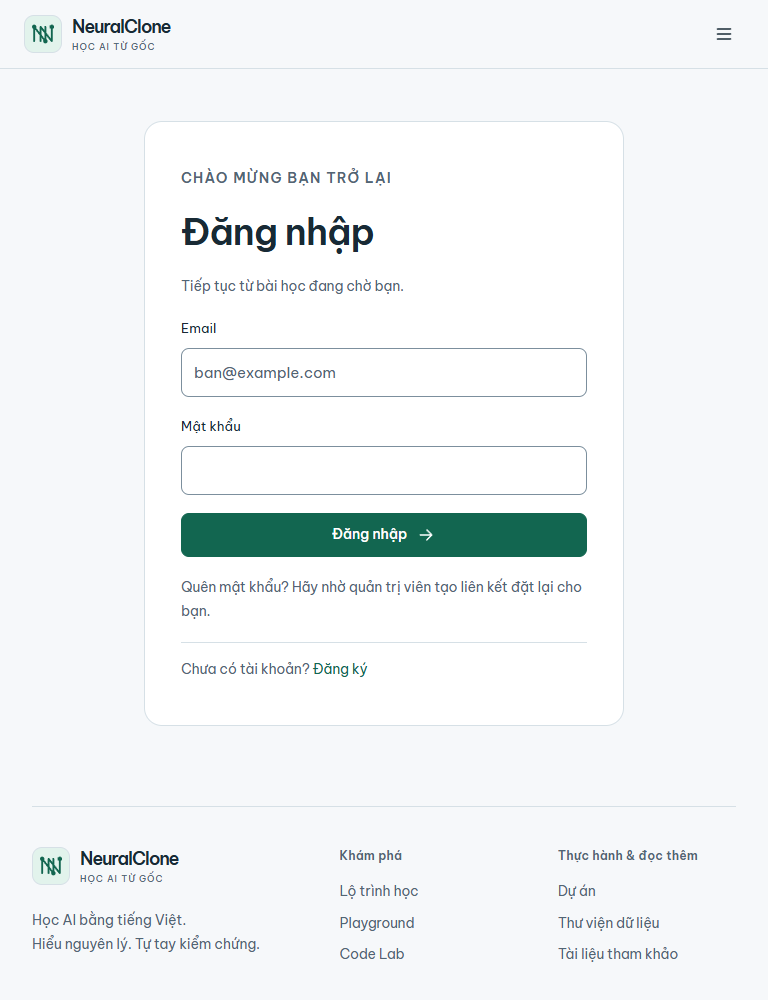 NeuralClone
HỌC AI TỪ GỐC
CHÀO MỪNG BẠN TRỞ LẠI
Đăng nhập
Tiếp tục từ bài học đang chờ bạn.
Email
ban@example.com
Mật khẩu
Đăng nhập
Quên mật khẩu? Hãy nhờ quản trị viên tạo liên kết đặt lại cho
bạn.
Chưa có tài khoản? Đăng ký
NeuralClone
HỌC AI TỪ GỐC
Học AI bằng tiếng Việt.
Hiểu nguyên lý. Tự tay kiểm chứng.
Khám phá
Lộ trình học
Playground
Code Lab
Thực hành & đọc thêm
Dự án
Thư viện dữ liệu
Tài liệu tham khảo